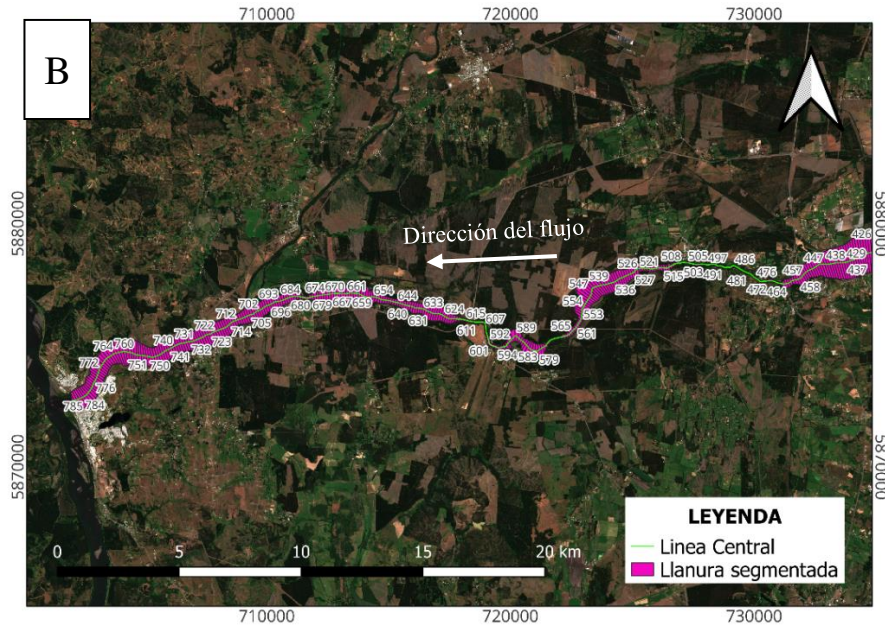 710000 720000 730000
B
5880000
5880000
Dirección del flujo
426
447 438 429
437
526 521 508 505 497 486
476 457
539
547
515 503 491 481
472 464 458
527
536
554
553
693 684 674 670 661 654 644 633 624 615 607
702
712
722
731
740
760
764
772
696 680 679 667 659 640 631 611
705
714
723
732
741
750
751
776
785 784
592 589 565 561
601 594 583 579
5870000
5870000
LEYENDA
Linea Central
Llanura segmentada
0 5 10 15 20 km
710000 720000 730000